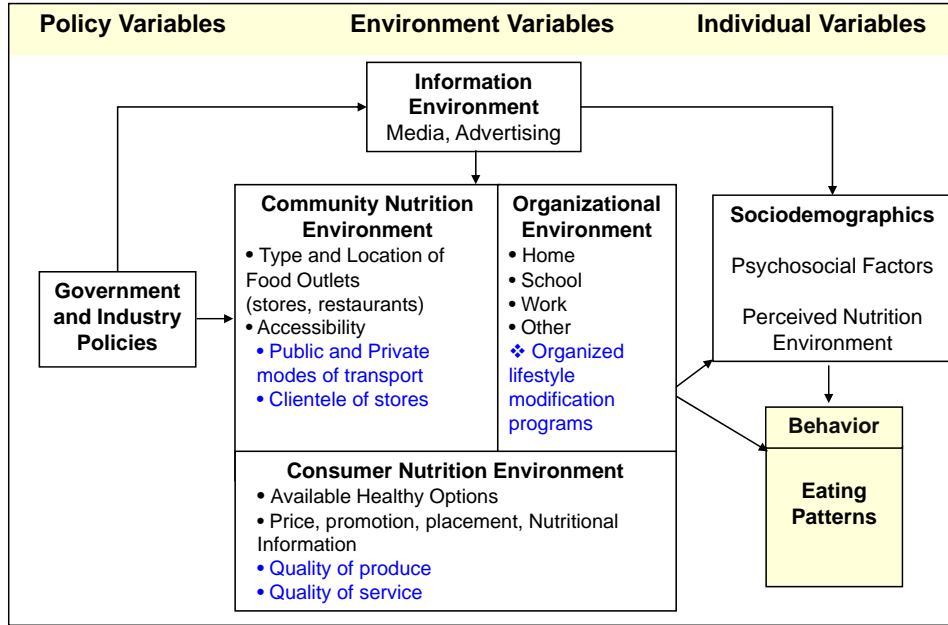 Policy Variables
Environment Variables
Individual Variables
Information
Environment
Media, Advertising
Government
and Industry
Policies
Community Nutrition
Environment
• Type and Location of
Food Outlets
(stores, restaurants)
• Accessibility
• Public and Private
modes of transport
• Clientele of stores
Organizational
Environment
• Home
• School
• Work
• Other
❖ Organized
lifestyle
modification
programs
Consumer Nutrition Environment
• Available Healthy Options
• Price, promotion, placement, Nutritional
Information
• Quality of produce
• Quality of service
Sociodemographics
Psychosocial Factors
Perceived Nutrition
Environment
Behavior
Eating
Patterns